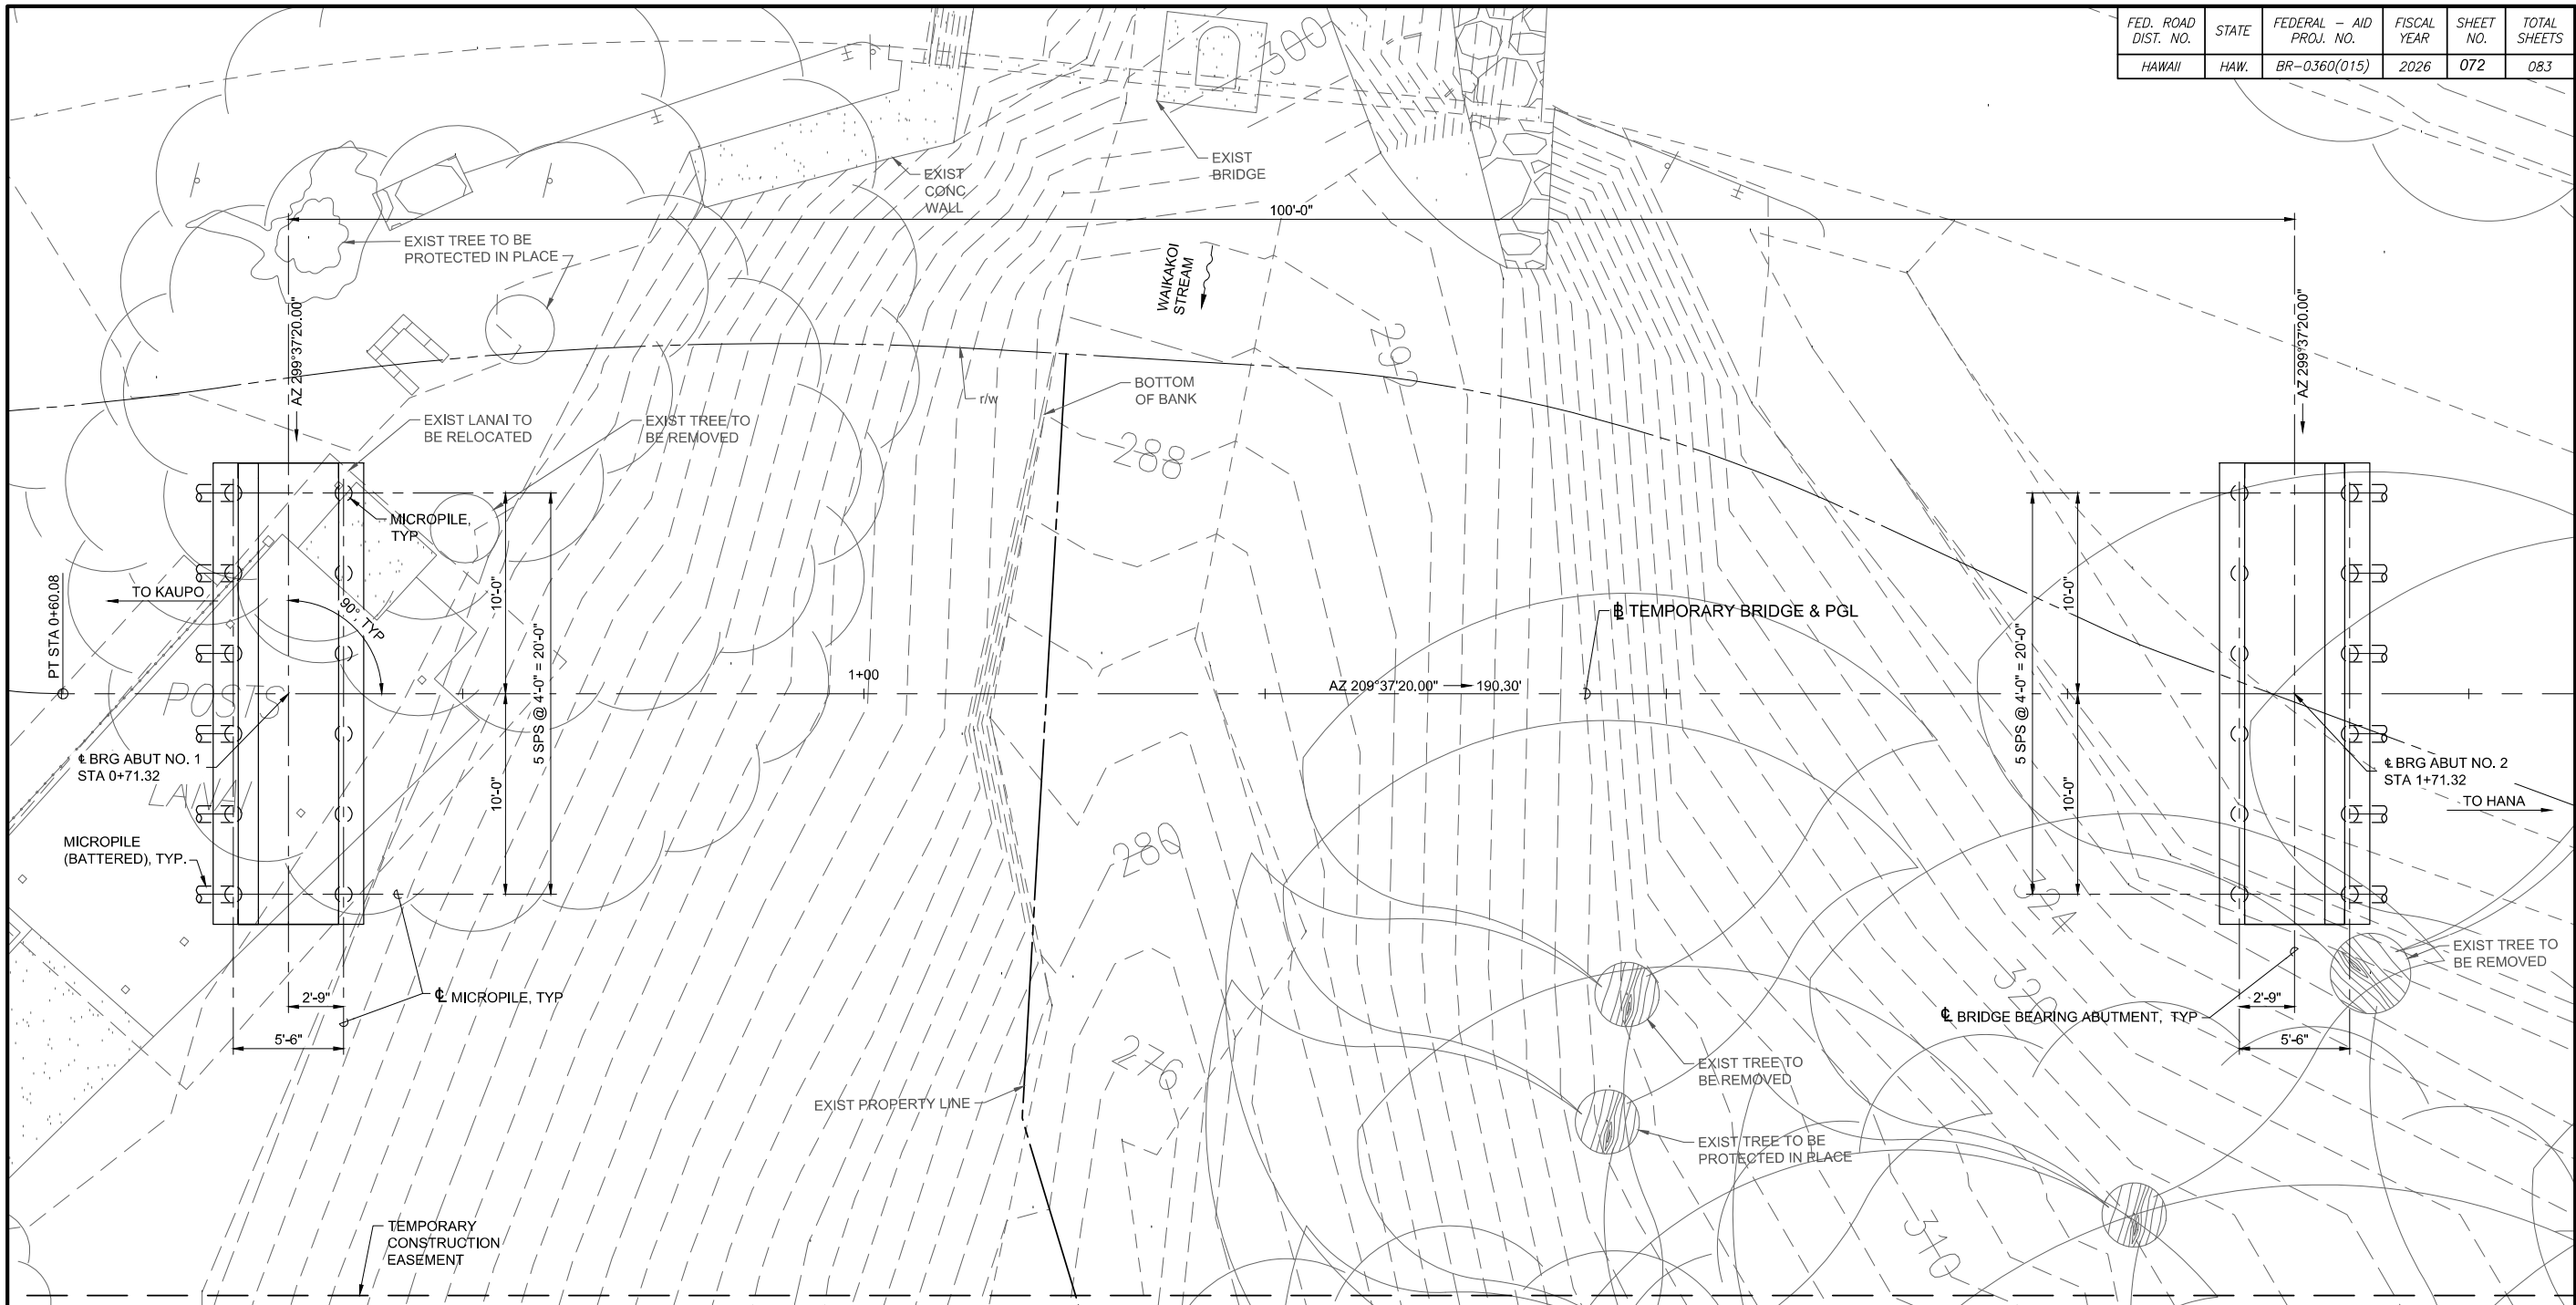 FED. ROAD DIST. NO.
STATE
FEDERAL – AID PROJ. NO.
FISCAL YEAR
SHEET NO.
TOTAL SHEETS
HAWAII
HAW.
BR-0360(015)
2026
072
083
300
EXIST
CONC
WALL
EXIST
BRIDGE
100'-0"
EXIST TREE TO BE
PROTECTED IN PLACE
WAIKAKOI
STREAM
AZ 299°37'20.00"
AZ 299°37'20.00"
292
r/w
BOTTOM
OF BANK
EXIST LANAI TO
BE RELOCATED
EXIST TREE TO
BE REMOVED
288
MICROPILE,
TYP
PT STA 0+60.08
TO KAUPO
90°, TYP
10'-0"
10'-0"
5 SPS @ 4'-0" = 20'-0"
1+00
AZ 209°37'20.00"
190.30'
℄ TEMPORARY BRIDGE & PGL
10'-0"
10'-0"
5 SPS @ 4'-0" = 20'-0"
POSTS
LAVA
℄ BRG ABUT NO. 1
STA 0+71.32
℄ BRG ABUT NO. 2
STA 1+71.32
TO HANA
MICROPILE
(BATTERED), TYP.
280
324
320
EXIST TREE TO
BE REMOVED
2'-9"
℄ MICROPILE, TYP
5'-6"
2'-9"
℄ BRIDGE BEARING ABUTMENT, TYP
5'-6"
276
EXIST TREE TO
BE REMOVED
EXIST PROPERTY LINE
EXIST TREE TO BE
PROTECTED IN PLACE
310
TEMPORARY
CONSTRUCTION
EASEMENT